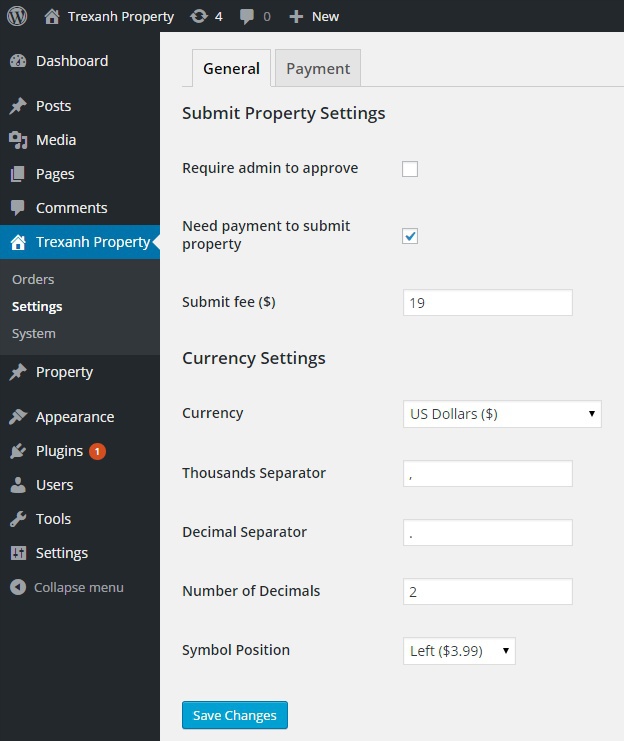 Trexanh Property 4 0 New
Dashboard
Posts
Media
Pages
Comments
Trexanh Property
Orders
Settings
System
Property
Appearance
Plugins 1
Users
Tools
Settings
Collapse menu
General Payment
Submit Property Settings
Require admin to approve
Need payment to submit
property
Submit fee ($) 19
Currency Settings
Currency US Dollars ($)
Thousands Separator ,
Decimal Separator .
Number of Decimals 2
Symbol Position Left ($3.99)
Save Changes